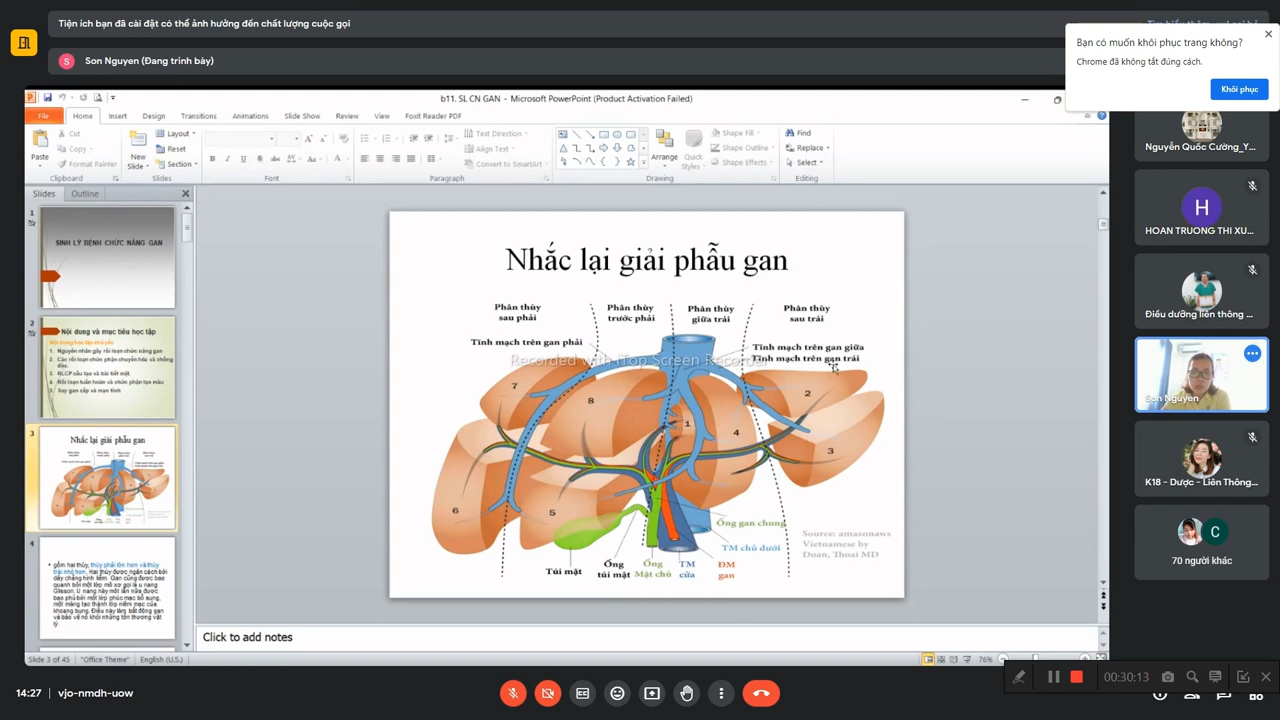 Tiện ích bạn đã cài đặt có thể ảnh hưởng đến chất lượng cuộc gọi
Bạn có muốn khôi phục trang không?
Chrome đã không tắt đúng cách.
Khôi phục
Son Nguyen (Đang trình bày)
b11. SL CN GAN - Microsoft PowerPoint (Product Activation Failed)
File Home Insert Design Transitions Animations Slide Show Review View Foxit Reader PDF
Paste
Cut
Copy
Format Painter
Clipboard
New Slide
Layout
Reset
Section
Slides
Font
Text Direction
Align Text
Convert to SmartArt
Paragraph
Arrange
Quick Styles
Shape Fill
Shape Outline
Shape Effects
Drawing
Find
Replace
Select
Editing
Slides Outline
1
SINH LÝ BỆNH CHỨC NĂNG GAN
2
Nội dung và mục tiêu học tập
3
Nhắc lại giải phẫu gan
4
Nhắc lại giải phẫu gan
Phân thùy sau phải
Phân thùy trước phải
Phân thùy giữa trái
Phân thùy sau trái
Tĩnh mạch trên gan phải
Tĩnh mạch trên gan giữa
Tĩnh mạch trên gan trái
Recorded with iTop Screen Recorder
7
8
1
4
2
3
6
5
Ống gan chung
TM chủ dưới
Túi mật
Ống túi mật
Ống Mật chủ
TM cửa
ĐM gan
Source: amazonaws
Vietnamese by
Doan, Thoai MD
Click to add notes
Slide 3 of 45 "Office Theme" English (U.S.) 76%
Nguyễn Quốc Cường_Y...
H
HOAN TRUONG THI XU...
Điều dưỡng liên thông ...
Son Nguyen
K18 - Dược - Liên Thông...
C
70 người khác
14:27 vjo-nmdh-uow
00:30:13